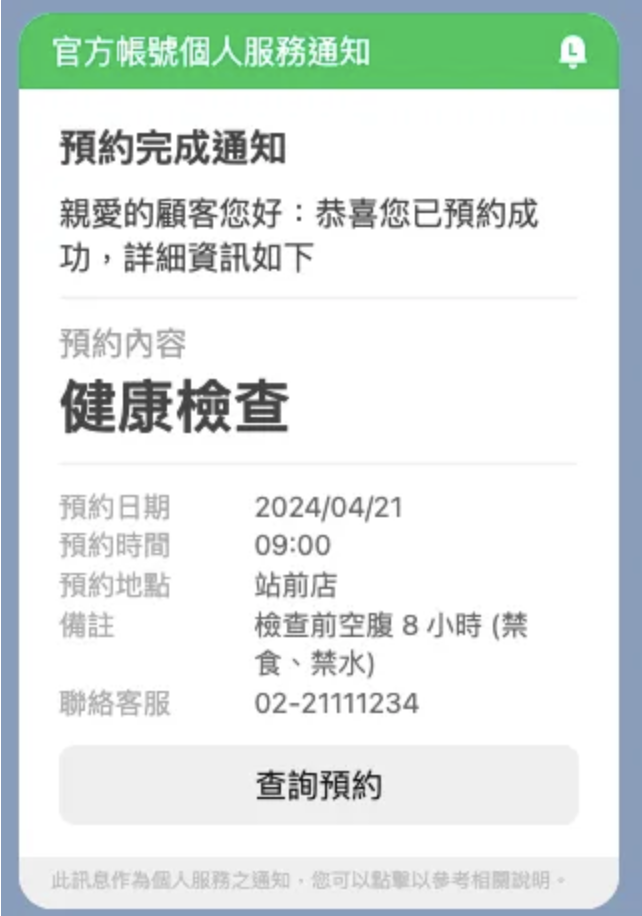 官方帳號個人服務通知
預約完成通知
親愛的顧客您好：恭喜您已預約成
功，詳細資訊如下
預約內容
健康檢查
預約日期 2024/04/21
預約時間 09:00
預約地點 站前店
備註 檢查前空腹 8 小時 (禁
食、禁水)
聯絡客服 02-21111234
查詢預約
此訊息作為個人服務之通知，您可以點擊以參考相關說明。